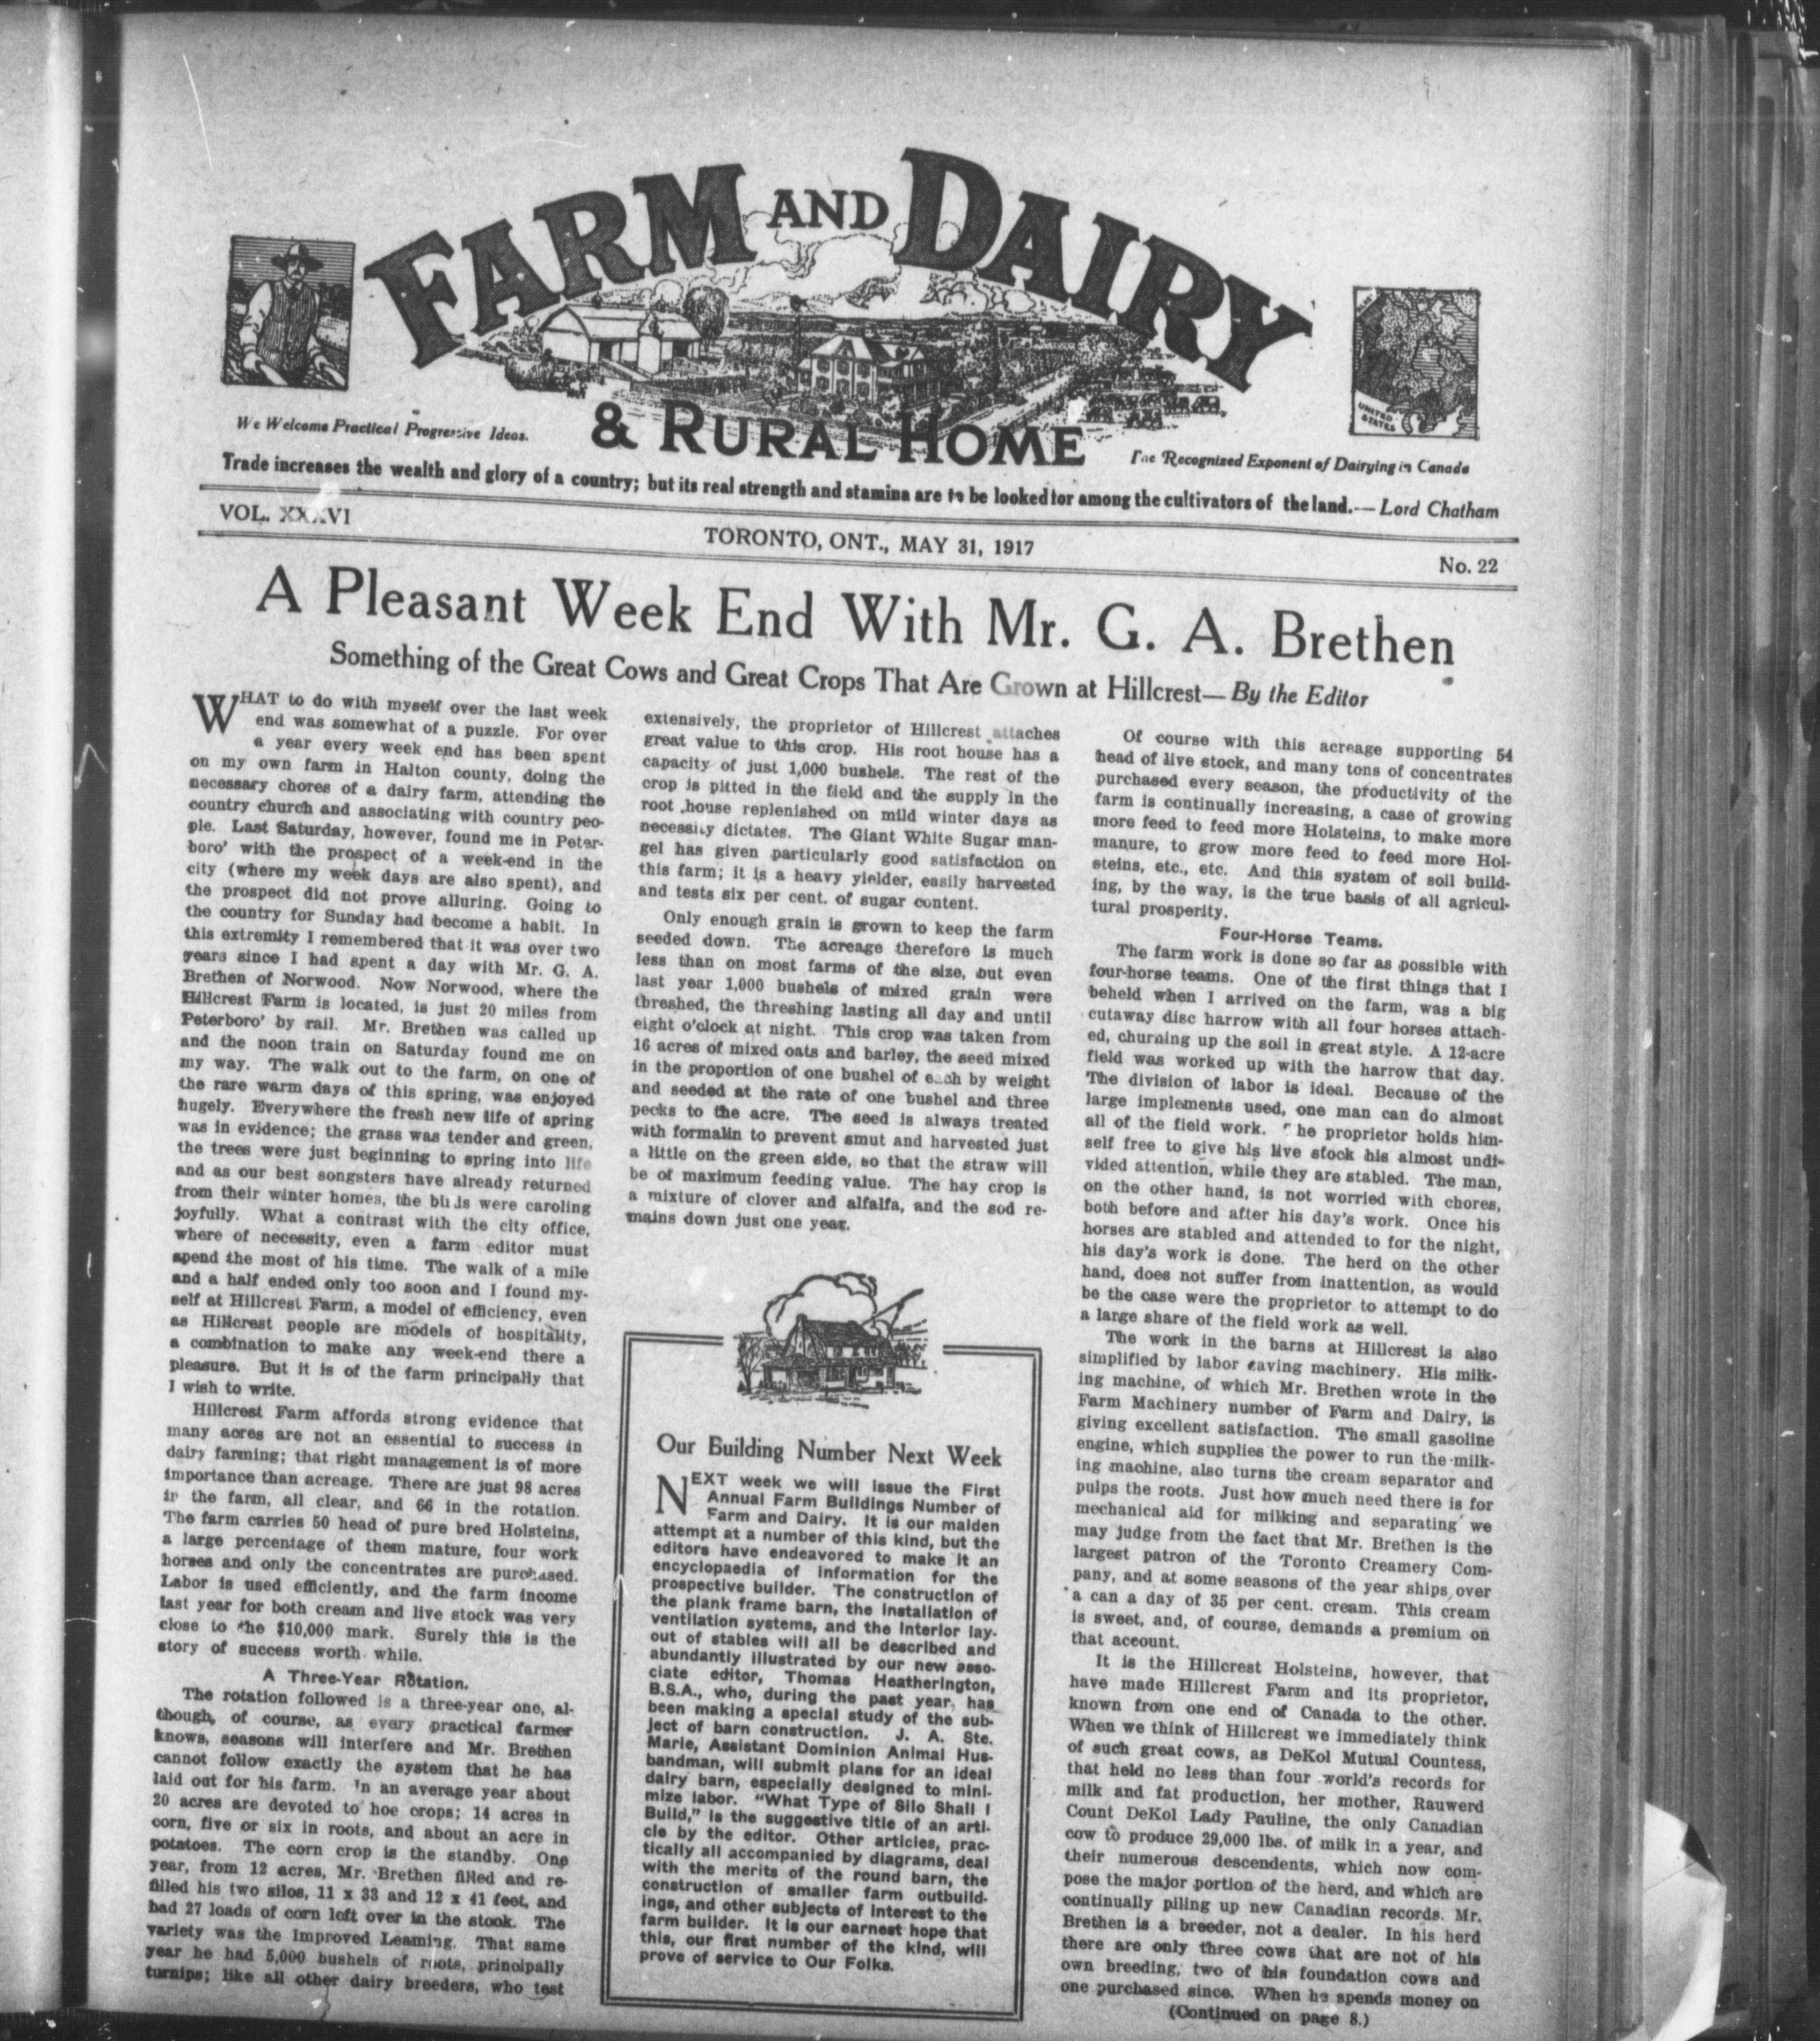 FARM AND DAIRY
& RURAL HOME
We Welcome Practical Progressive Ideas.
The Recognized Exponent of Dairying in Canada
UNITED
STATES
Trade increases the wealth and glory of a country; but its real strength and stamina are to be looked for among the cultivators of the land.—Lord Chatham
VOL. XXXVI
TORONTO, ONT., MAY 31, 1917
No. 22
A Pleasant Week End With Mr. G. A. Brethen
Something of the Great Cows and Great Crops That Are Grown at Hillcrest—By the Editor
WHAT to do with myself over the last week
end was somewhat of a puzzle. For over
a year every week end has been spent
on my own farm in Halton county, doing the
necessary chores of a dairy farm, attending the
country church and associating with country peo-
ple. Last Saturday, however, found me in Peter-
boro' with the prospect of a week-end in the
city (where my week days are also spent), and
the prospect did not prove alluring. Going to
the country for Sunday had become a habit. In
this extremity I remembered that it was over two
years since I had spent a day with Mr. G. A.
Brethen of Norwood. Now Norwood, where the
Hillcrest Farm is located, is just 20 miles from
Peterboro' by rail. Mr. Brethen was called up
and the noon train on Saturday found me on
my way. The walk out to the farm, on one of
the rare warm days of this spring, was enjoyed
hugely. Everywhere the fresh new life of spring
was in evidence; the grass was tender and green,
the trees were just beginning to spring into life
and as our best songsters have already returned
from their winter homes, the birds were caroling
joyfully. What a contrast with the city office,
where of necessity, even a farm editor must
spend the most of his time. The walk of a mile
and a half ended only too soon and I found my-
self at Hillcrest Farm, a model of efficiency, even
as Hillcrest people are models of hospitality,
a combination to make any week-end there a
pleasure. But it is of the farm principally that
I wish to write.
Hillcrest Farm affords strong evidence that
many acres are not an essential to success in
dairy farming; that right management is of more
importance than acreage. There are just 98 acres
in the farm, all clear, and 66 in the rotation.
The farm carries 50 head of pure bred Holsteins,
a large percentage of them mature, four work
horses and only the concentrates are purchased.
Labor is used efficiently, and the farm income
last year for both cream and live stock was very
close to the $10,000 mark. Surely this is the
story of success worth while.
A Three-Year Rotation.
The rotation followed is a three-year one, al-
though, of course, as every practical farmer
knows, seasons will interfere and Mr. Brethen
cannot follow exactly the system that he has
laid out for his farm. In an average year about
20 acres are devoted to hoe crops; 14 acres in
corn, five or six in roots, and about an acre in
potatoes. The corn crop is the standby. One
year, from 12 acres, Mr. Brethen filled and re-
filled his two silos, 11 x 33 and 12 x 41 feet, and
had 27 loads of corn left over in the stook. The
variety was the Improved Leaming. That same
year he had 5,000 bushels of roots, principally
turnips; like all other dairy breeders, who test
extensively, the proprietor of Hillcrest attaches
great value to this crop. His root house has a
capacity of just 1,000 bushels. The rest of the
crop is pitted in the field and the supply in the
root house replenished on mild winter days as
necessity dictates. The Giant White Sugar man-
gel has given particularly good satisfaction on
this farm; it is a heavy yielder, easily harvested
and tests six per cent. of sugar content.
Only enough grain is grown to keep the farm
seeded down. The acreage therefore is much
less than on most farms of the size, but even
last year 1,000 bushels of mixed grain were
threshed, the threshing lasting all day and until
eight o'clock at night. This crop was taken from
16 acres of mixed oats and barley, the seed mixed
in the proportion of one bushel of each by weight
and seeded at the rate of one bushel and three
pecks to the acre. The seed is always treated
with formalin to prevent smut and harvested just
a little on the green side, so that the straw will
be of maximum feeding value. The hay crop is
a mixture of clover and alfalfa, and the sod re-
mains down just one year.
Our Building Number Next Week
NEXT week we will issue the First
Annual Farm Buildings Number of
Farm and Dairy. It is our maiden
attempt at a number of this kind, but the
editors have endeavored to make it an
encyclopaedia of information for the
prospective builder. The construction of
the plank frame barn, the installation of
ventilation systems, and the interior lay-
out of stables will all be described and
abundantly illustrated by our new asso-
ciate editor, Thomas Heatherington,
B.S.A., who, during the past year, has
been making a special study of the sub-
ject of barn construction. J. A. Ste.
Marie, Assistant Dominion Animal Hus-
bandman, will submit plans for an ideal
dairy barn, especially designed to mini-
mize labor. "What Type of Silo Shall I
Build," is the suggestive title of an arti-
cle by the editor. Other articles, prac-
tically all accompanied by diagrams, deal
with the merits of the round barn, the
construction of smaller farm outbuild-
ings, and other subjects of interest to the
farm builder. It is our earnest hope that
this, our first number of the kind, will
prove of service to Our Folks.
Of course with this acreage supporting 54
head of live stock, and many tons of concentrates
purchased every season, the productivity of the
farm is continually increasing, a case of growing
more feed to feed more Holsteins, to make more
manure, to grow more feed to feed more Hol-
steins, etc., etc. And this system of soil build-
ing, by the way, is the true basis of all agricul-
tural prosperity.
Four-Horse Teams.
The farm work is done so far as possible with
four-horse teams. One of the first things that I
beheld when I arrived on the farm, was a big
cutaway disc harrow with all four horses attach-
ed, churning up the soil in great style. A 12-acre
field was worked up with the harrow that day.
The division of labor is ideal. Because of the
large implements used, one man can do almost
all of the field work. The proprietor holds him-
self free to give his live stock his almost undi-
vided attention, while they are stabled. The man,
on the other hand, is not worried with chores,
both before and after his day's work. Once his
horses are stabled and attended to for the night,
his day's work is done. The herd on the other
hand, does not suffer from inattention, as would
be the case were the proprietor to attempt to do
a large share of the field work as well.
The work in the barns at Hillcrest is also
simplified by labor saving machinery. His milk-
ing machine, of which Mr. Brethen wrote in the
Farm Machinery number of Farm and Dairy, is
giving excellent satisfaction. The small gasoline
engine, which supplies the power to run the milk-
ing machine, also turns the cream separator and
pulps the roots. Just how much need there is for
mechanical aid for milking and separating we
may judge from the fact that Mr. Brethen is the
largest patron of the Toronto Creamery Com-
pany, and at some seasons of the year ships over
a can a day of 35 per cent. cream. This cream
is sweet, and, of course, demands a premium on
that account.
It is the Hillcrest Holsteins, however, that
have made Hillcrest Farm and its proprietor,
known from one end of Canada to the other.
When we think of Hillcrest we immediately think
of such great cows, as DeKol Mutual Countess,
that held no less than four world's records for
milk and fat production, her mother, Rauwerd
Count DeKol Lady Pauline, the only Canadian
cow to produce 29,000 lbs. of milk in a year, and
their numerous descendents, which now com-
pose the major portion of the herd, and which are
continually piling up new Canadian records. Mr.
Brethen is a breeder, not a dealer. In his herd
there are only three cows that are not of his
own breeding, two of his foundation cows and
one purchased since. When he spends money on
(Continued on page 8.)